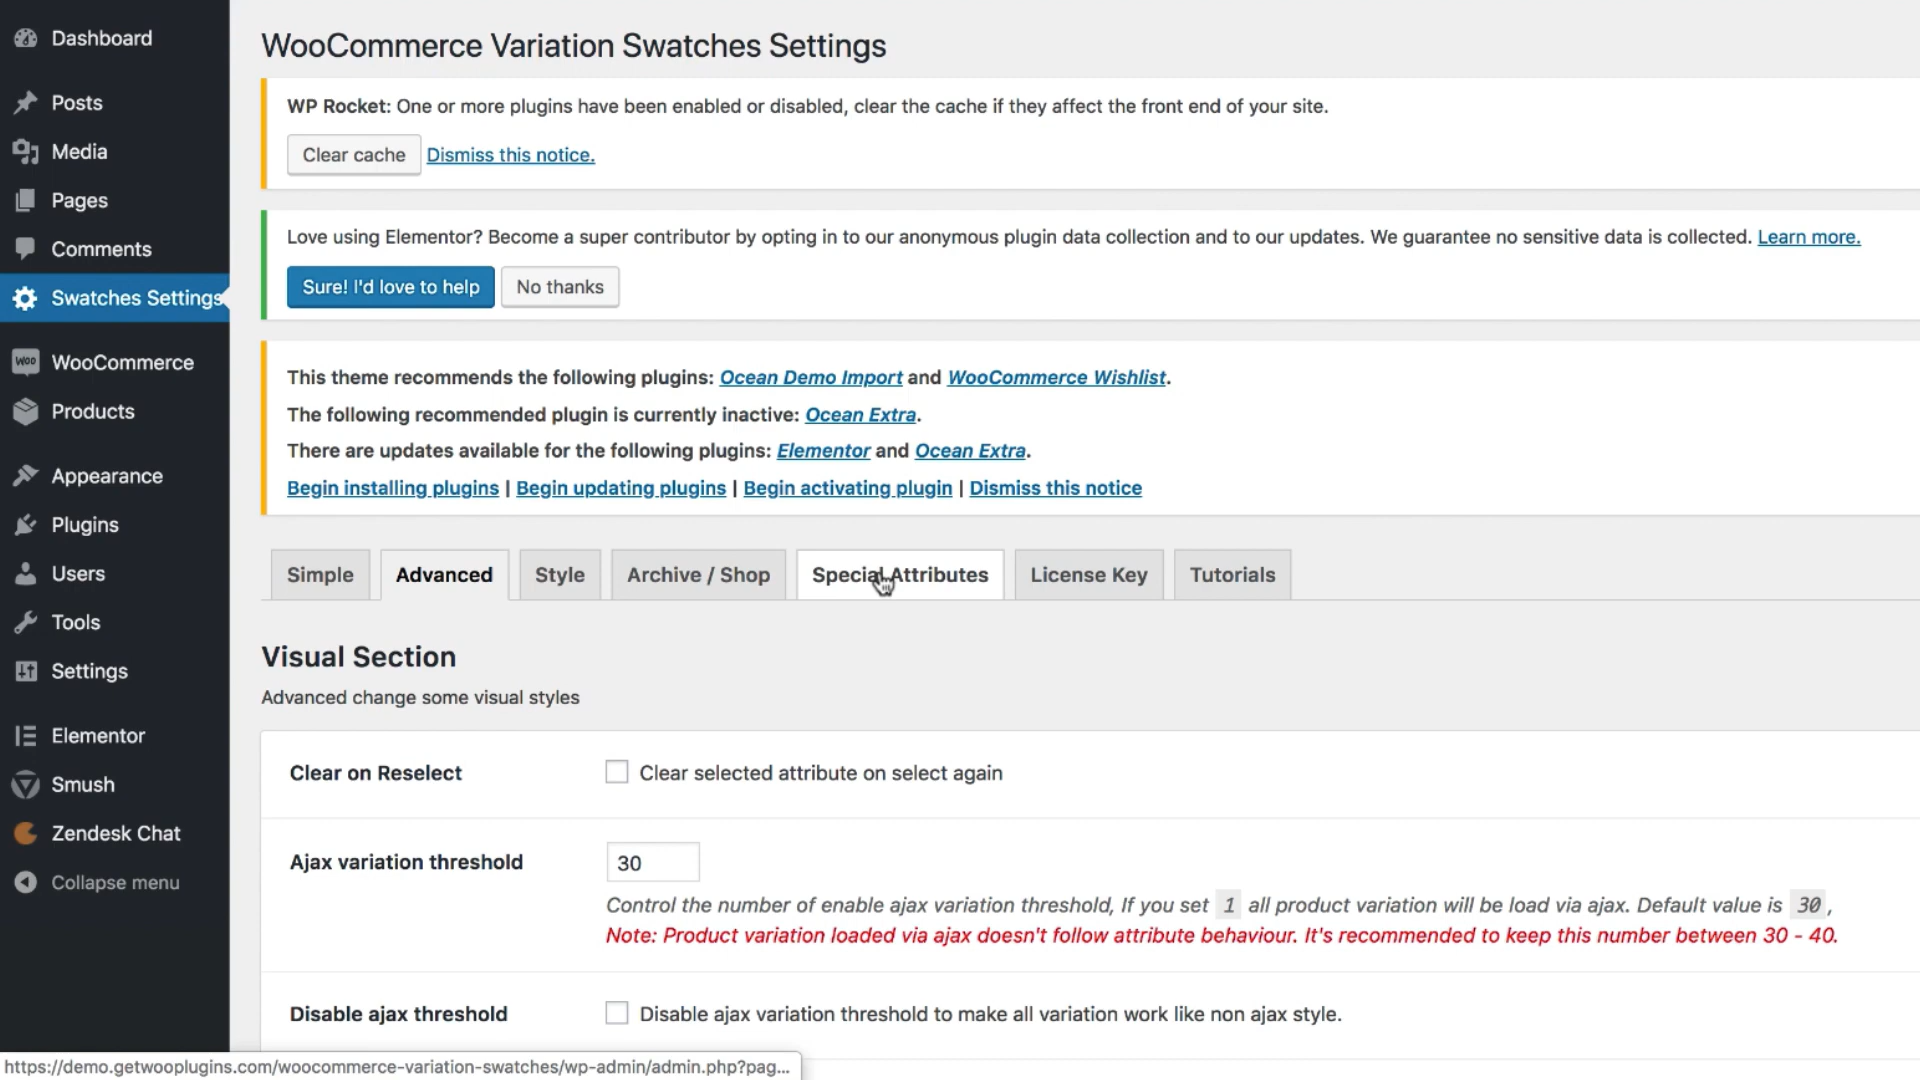 Dashboard
Posts
Media
Pages
Comments
Swatches Settings
WOO WooCommerce
Products
Appearance
Plugins
Users
Tools
Settings
Elementor
Smush
Zendesk Chat
Collapse menu
WooCommerce Variation Swatches Settings
WP Rocket: One or more plugins have been enabled or disabled, clear the cache if they affect the front end of your site.
Clear cache Dismiss this notice.
Love using Elementor? Become a super contributor by opting in to our anonymous plugin data collection and to our updates. We guarantee no sensitive data is collected. Learn more.
Sure! I'd love to help No thanks
This theme recommends the following plugins: Ocean Demo Import and WooCommerce Wishlist.
The following recommended plugin is currently inactive: Ocean Extra.
There are updates available for the following plugins: Elementor and Ocean Extra.
Begin installing plugins | Begin updating plugins | Begin activating plugin | Dismiss this notice
Simple Advanced Style Archive / Shop Special Attributes License Key Tutorials
Visual Section
Advanced change some visual styles
Clear on Reselect Clear selected attribute on select again
Ajax variation threshold 30
Control the number of enable ajax variation threshold, If you set 1 all product variation will be load via ajax. Default value is 30 ,
Note: Product variation loaded via ajax doesn't follow attribute behaviour. It's recommended to keep this number between 30 - 40.
Disable ajax threshold Disable ajax variation threshold to make all variation work like non ajax style.
https://demo.getwooplugins.com/woocommerce-variation-swatches/wp-admin/admin.php?pag...